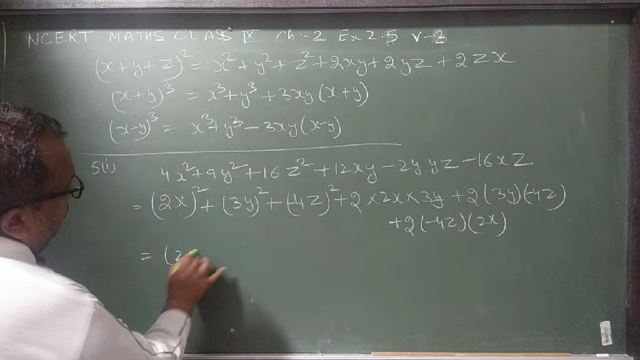 NCERT MATHS CLASS IX Ch:-2 Ex 2.5 V-3
(x+y+z)² = x²+y²+z²+2xy+2yz+2zx
(x+y)³ = x³+y³+3xy(x+y)
(x-y)³ = x³+y³-3xy(x-y)
5(i) 4x²+9y²+16z²+12xy-24yz-16xz
= (2x)²+(3y)²+(-4z)²+2×2x×3y+2(3y)(-4z)
+2(-4z)(2x)
= (2